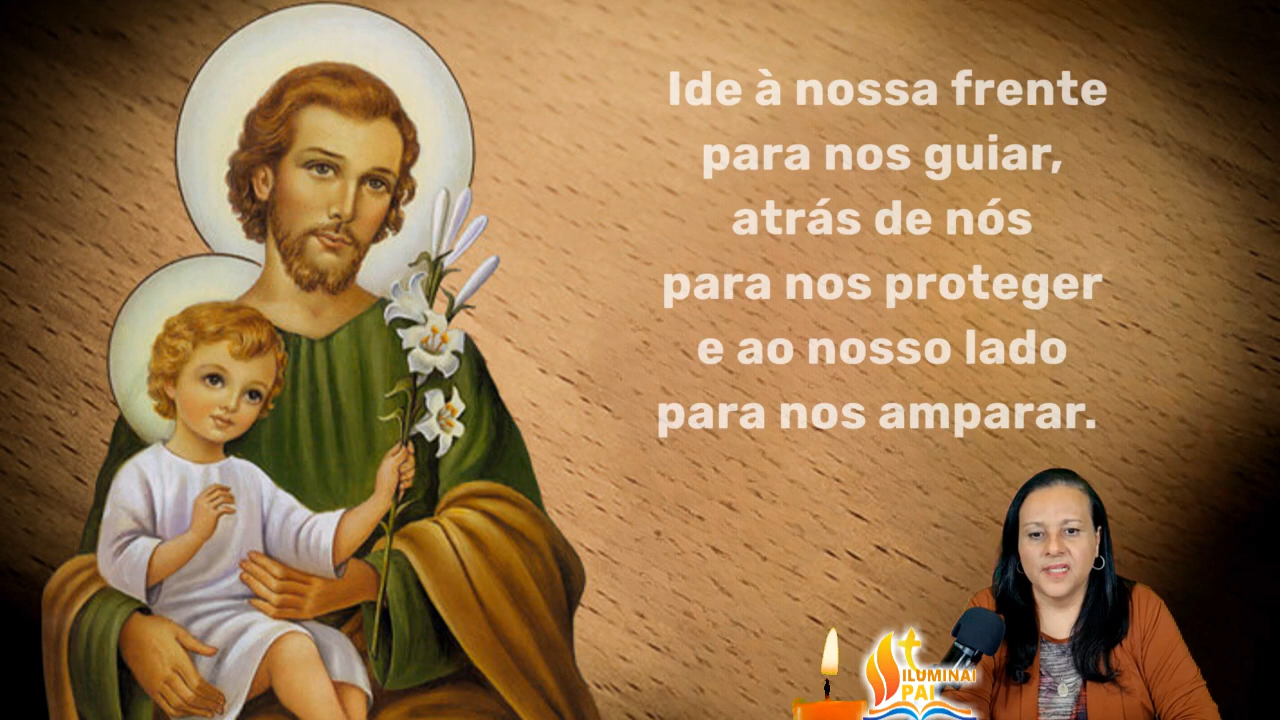 Ide à nossa frente
para nos guiar,
atrás de nós
para nos proteger
e ao nosso lado
para nos amparar.
ILUMINAI
PAI